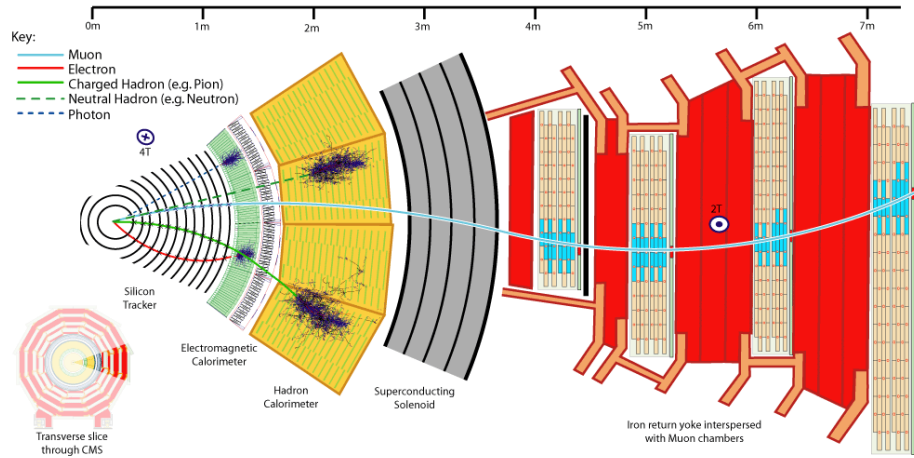 0m 1m 2m 3m 4m 5m 6m 7m
Key:
Muon
Electron
Charged Hadron (e.g. Pion)
Neutral Hadron (e.g. Neutron)
Photon
4T
2T
Silicon
Tracker
Electromagnetic
Calorimeter
Hadron
Calorimeter
Superconducting
Solenoid
Iron return yoke interspersed
with Muon chambers
Transverse slice
through CMS